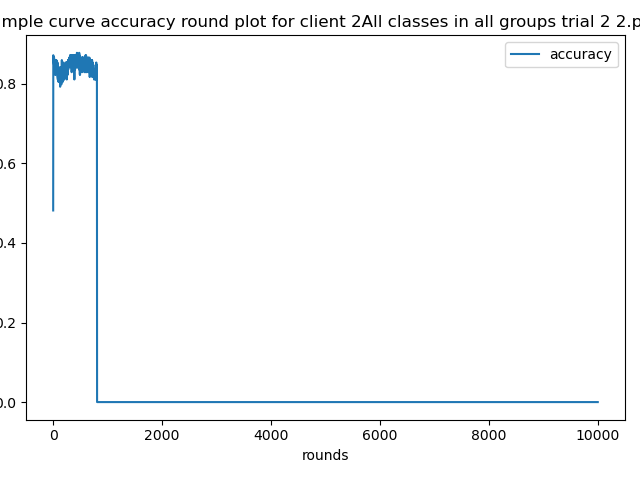 mple curve accuracy round plot for client 2All classes in all groups trial 2 2.p
accuracy
0.8
0.6
0.4
0.2
0.0
0 2000 4000 6000 8000 10000
rounds